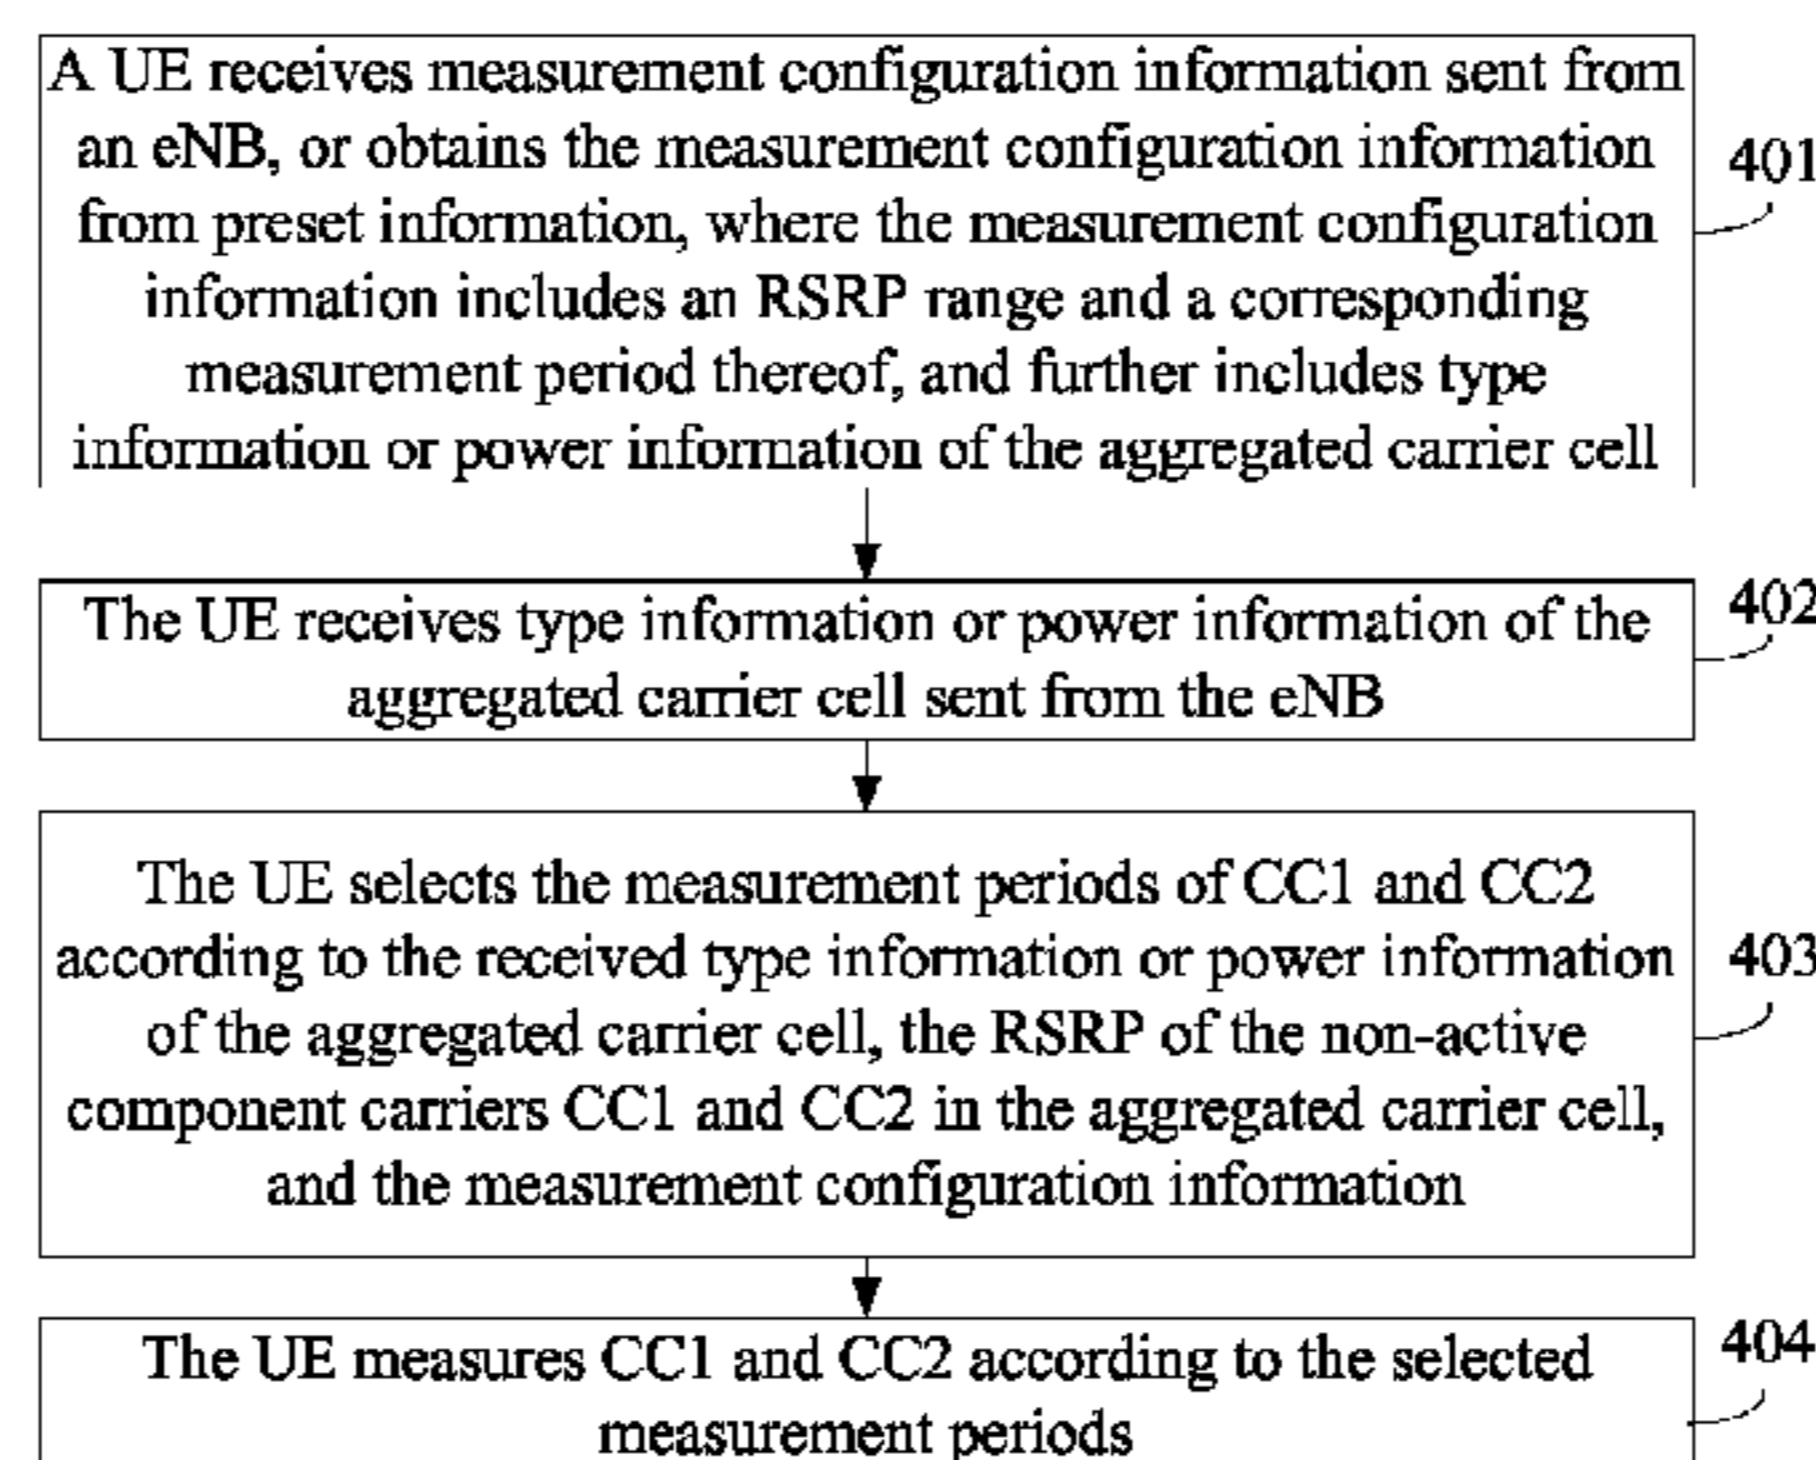 A UE receives measurement configuration information sent from
an eNB, or obtains the measurement configuration information
from preset information, where the measurement configuration
information includes an RSRP range and a corresponding
measurement period thereof, and further includes type
information or power information of the aggregated carrier cell
401
The UE receives type information or power information of the
aggregated carrier cell sent from the eNB
402
The UE selects the measurement periods of CC1 and CC2
according to the received type information or power information
of the aggregated carrier cell, the RSRP of the non-active
component carriers CC1 and CC2 in the aggregated carrier cell,
and the measurement configuration information
403
The UE measures CC1 and CC2 according to the selected
measurement periods
404